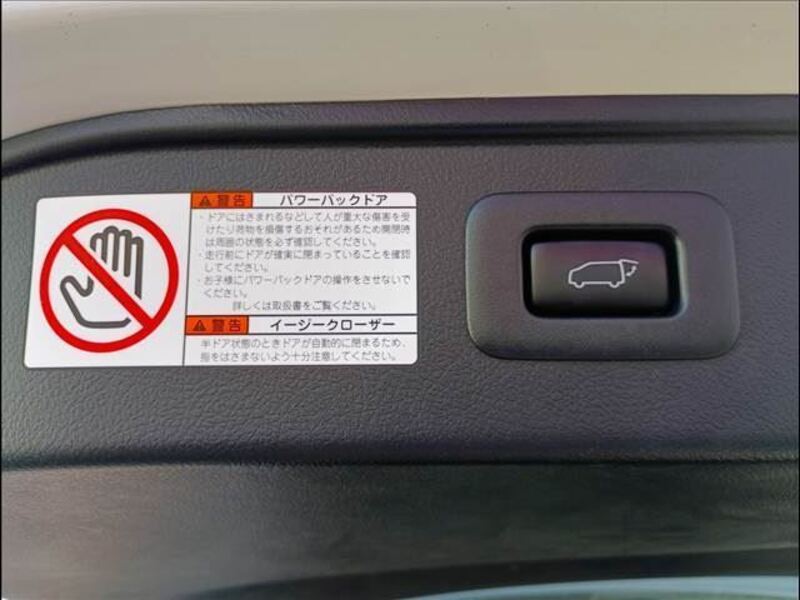 警告 パワーバックドア
・ドアにはさまれるなどして人が重大な傷害を受
けたり荷物を損傷するおそれがあるため開閉時
は周囲の状態を必ず確認してください。
・走行前にドアが確実に閉まっていることを確認
してください。
・お子様にパワーバックドアの操作をさせないで
ください。
詳しくは取扱書をご覧ください。
警告 イージークローザー
半ドア状態のときドアが自動的に閉まるため、
指をはさまないよう十分注意してください。